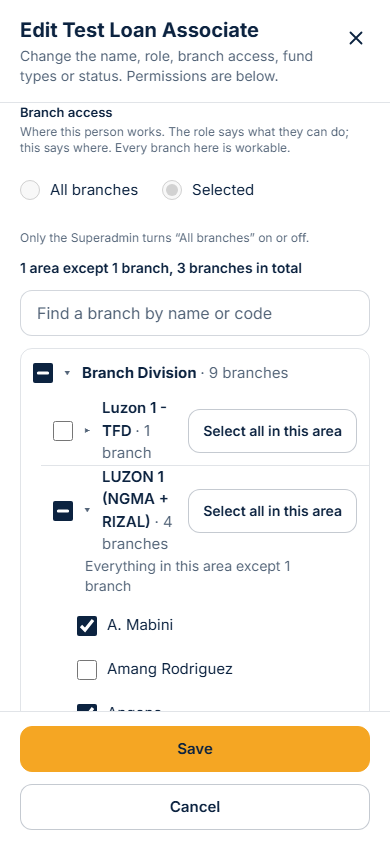 Edit Test Loan Associate
Change the name, role, branch access, fund
types or status. Permissions are below.
Branch access
Where this person works. The role says what they can do;
this says where. Every branch here is workable.
All branches
Selected
Only the Superadmin turns “All branches” on or off.
1 area except 1 branch, 3 branches in total
Find a branch by name or code
Branch Division · 9 branches
Luzon 1 -
TFD · 1
branch
Select all in this area
LUZON 1
(NGMA +
RIZAL) · 4
branches
Select all in this area
Everything in this area except 1
branch
A. Mabini
Amang Rodriguez
Save
Cancel